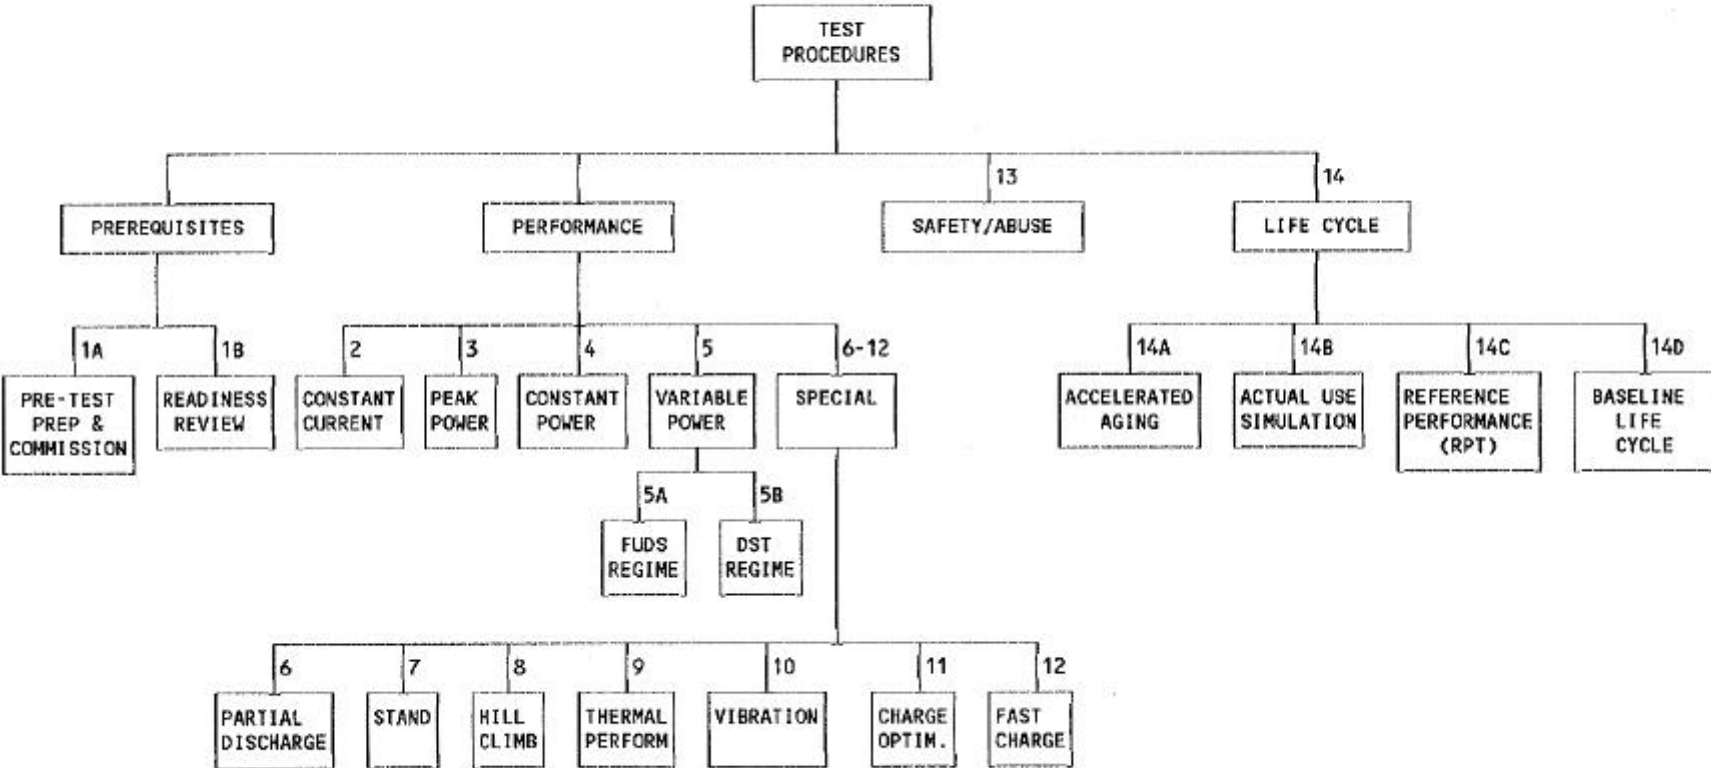 TEST
PROCEDURES
13
14
PREREQUISITES
PERFORMANCE
SAFETY/ABUSE
LIFE CYCLE
1A
1B
2
3
4
5
6-12
14A
14B
14C
14D
PRE-TEST
PREP &
COMMISSION
READINESS
REVIEW
CONSTANT
CURRENT
PEAK
POWER
CONSTANT
POWER
VARIABLE
POWER
SPECIAL
ACCELERATED
AGING
ACTUAL USE
SIMULATION
REFERENCE
PERFORMANCE
(RPT)
BASELINE
LIFE
CYCLE
5A
5B
FUDS
REGIME
DST
REGIME
6
7
8
9
10
11
12
PARTIAL
DISCHARGE
STAND
HILL
CLIMB
THERMAL
PERFORM
VIBRATION
CHARGE
OPTIM.
FAST
CHARGE